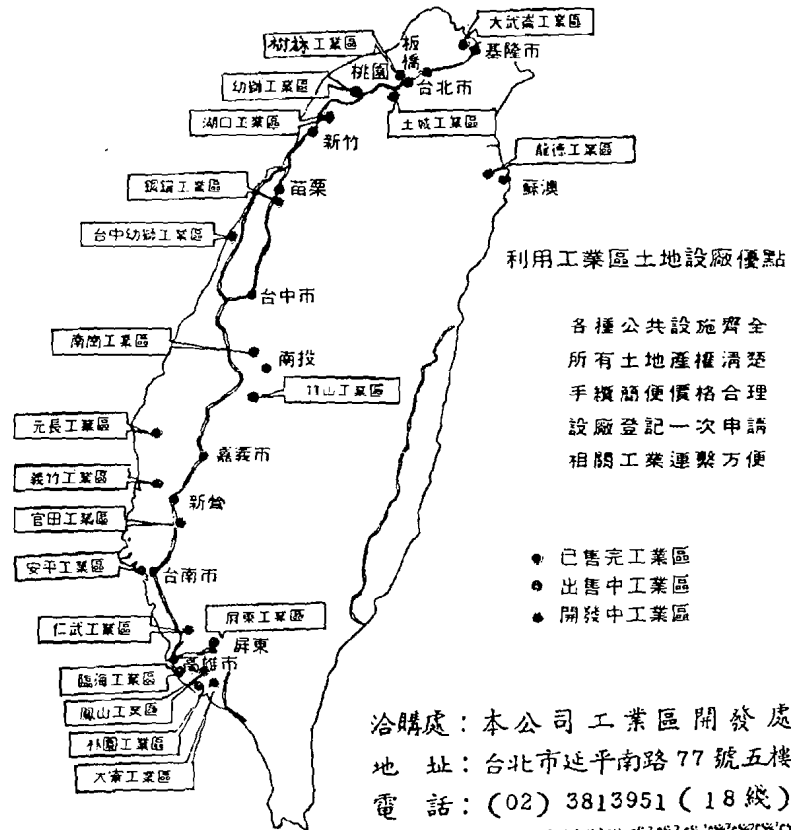 大武崙工業區
樹林工業區
板橋
基隆市
桃園
台北市
幼獅工業區
土城工業區
湖口工業區
新竹
龍德工業區
蘇澳
銅鑼工業區
苗栗
台中幼獅工業區
利用工業區土地設廠優點
台中市
各種公共設施齊全
南崗工業區
南投
所有土地產權清楚
竹山工業區
手續簡便價格合理
元長工業區
設廠登記一次申請
嘉義市
相關工業連繫方便
義竹工業區
新營
官田工業區
已售完工業區
安平工業區
台南市
出售中工業區
開發中工業區
仁武工業區
屏東工業區
屏東
高雄市
臨海工業區
鳳山工業區
林園工業區
大寮工業區
洽購處：本公司工業區開發處
地　址：台北市延平南路77號五樓
電　話：(02) 3813951（18綫）